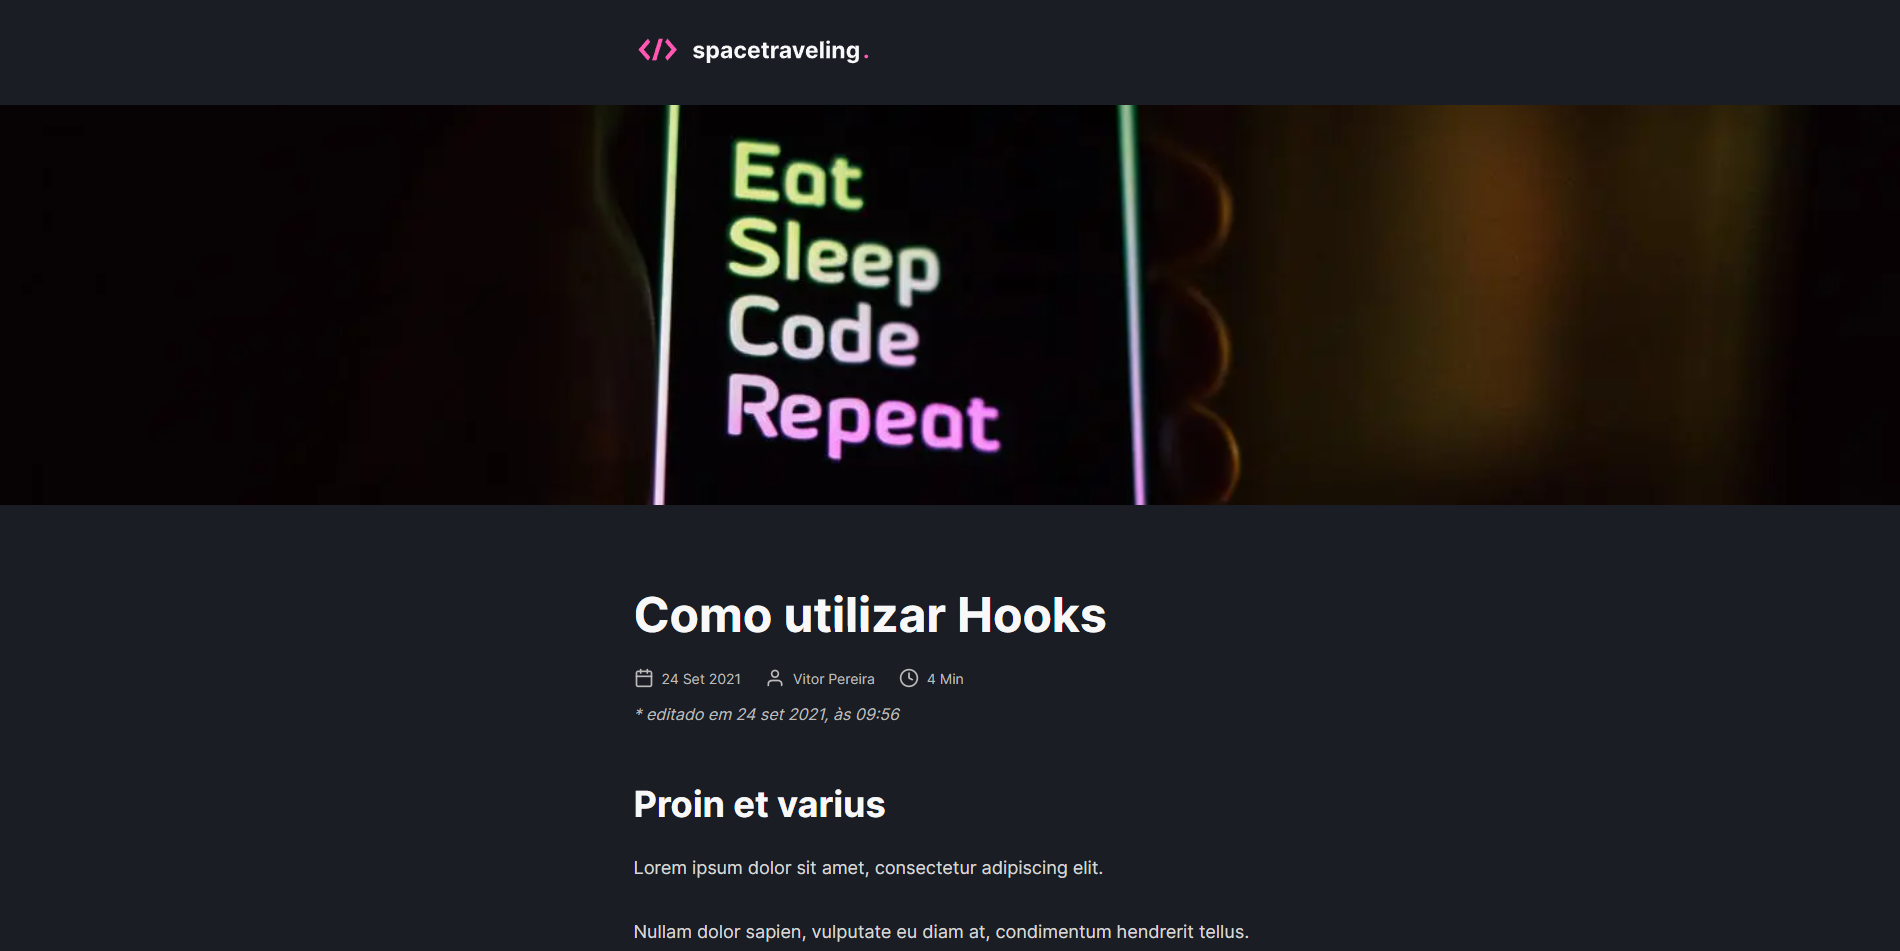 </> spacetraveling.
Eat
Sleep
Code
Repeat
Como utilizar Hooks
24 Set 2021 Vitor Pereira 4 Min
* editado em 24 set 2021, às 09:56
Proin et varius
Lorem ipsum dolor sit amet, consectetur adipiscing elit.
Nullam dolor sapien, vulputate eu diam at, condimentum hendrerit tellus.